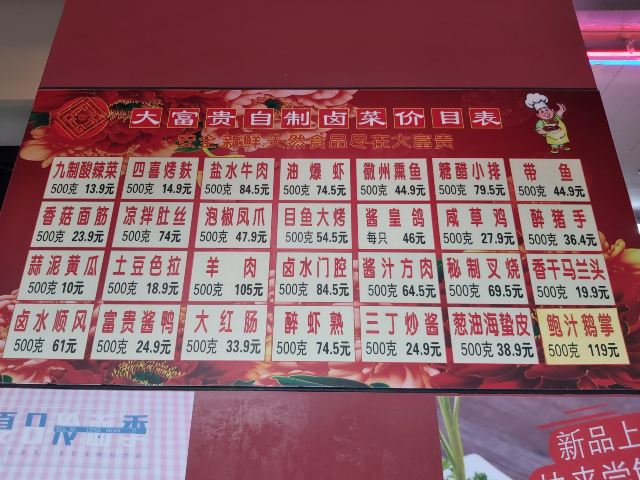 大富贵自制卤菜价目表
安全新鲜天然食品尽在大富贵
九制酸辣菜 四喜烤麸 盐水牛肉 油爆虾 徽州熏鱼 糖醋小排 带鱼
500克 13.9元 500克 14.9元 500克 84.5元 500克 74.5元 500克 44.9元 500克 79.5元 500克 44.9元
香菇面筋 凉拌肚丝 泡椒凤爪 目鱼大烤 酱皇鸽 咸草鸡 醉猪手
500克 23.9元 500克 74元 500克 47.9元 500克 54.5元 每只 46元 500克 27.9元 500克 36.4元
蒜泥黄瓜 土豆色拉 羊肉 卤水门腔 酱汁方肉 秘制叉烧 香干马兰头
500克 10元 500克 18.9元 500克 105元 500克 84.5元 500克 64.5元 500克 69.5元 500克 19.9元
卤水顺风 富贵酱鸭 大红肠 醉虾熟 三丁炒酱 葱油海蛰皮 鲍汁鹅掌
500克 61元 500克 24.9元 500克 33.9元 500克 74.5元 500克 24.9元 500克 38.9元 500克 119元
新品上